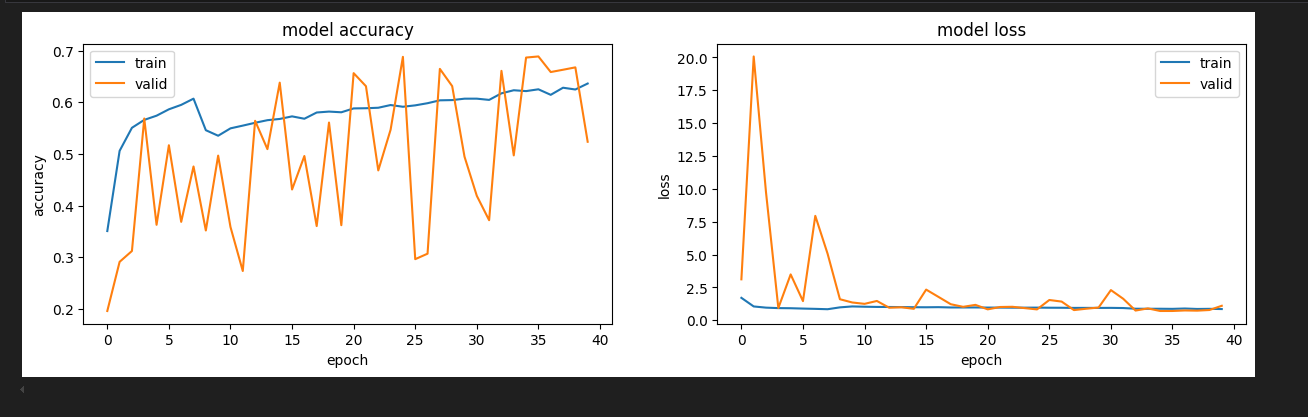 model accuracy
train
valid
0.7
0.6
0.5
0.4
0.3
0.2
accuracy
0 5 10 15 20 25 30 35 40
epoch
model loss
train
valid
20.0
17.5
15.0
12.5
10.0
7.5
5.0
2.5
0.0
loss
0 5 10 15 20 25 30 35 40
epoch